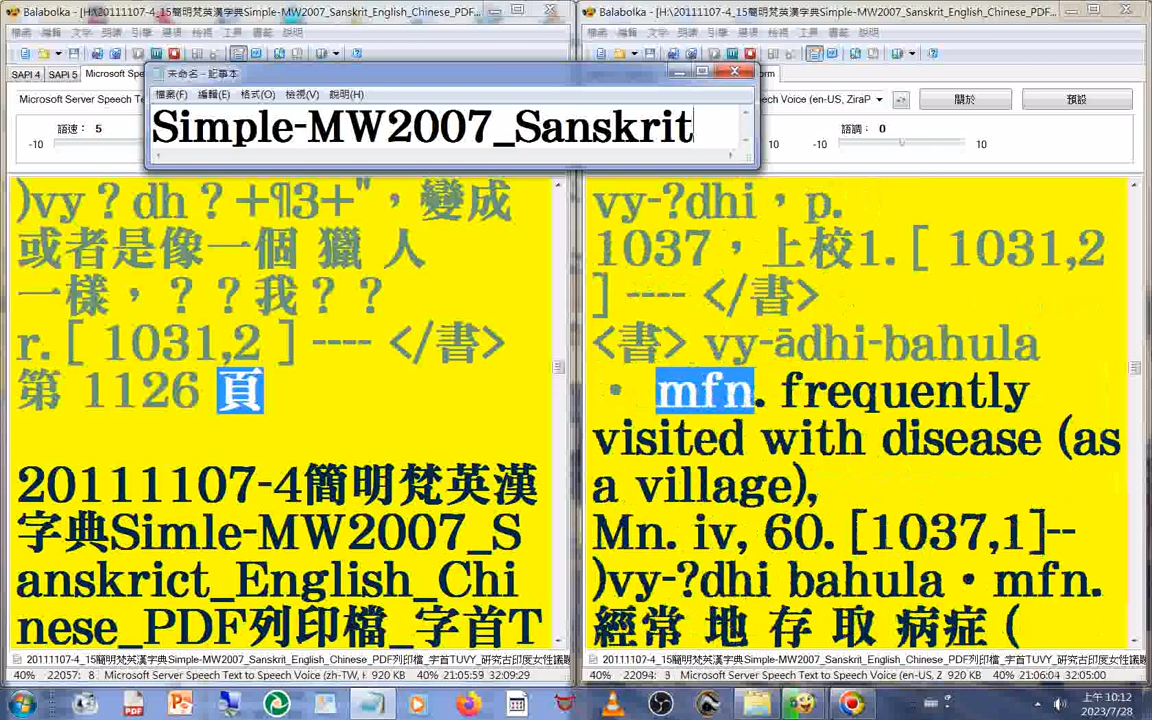 Balabolka - [H:\20111107-4_15簡明梵英漢字典Simple-MW2007_Sanskrit_English_Chinese_PDF...
Balabolka - [H:\20111107-4_15簡明梵英漢字典Simple-MW2007_Sanskrit_English_Chinese_PDF...
SAPI 4
SAPI 5
Microsoft Spe
未命名 - 記事本
檔案(F) 編輯(E) 格式(O) 檢視(V) 說明(H)
Simple-MW2007_Sanskrit
Microsoft Server Speech Te
ech Voice (en-US, ZiraP
關於
預設
語速: 5
語調: 0
-10
10
-10
10
)vy？dh？+¶3+"，變成
或者是像一個 獵 人
一樣，？？我？？
r. [ 1031,2 ] ---- </書>
第 1126 頁
20111107-4簡明梵英漢
字典Simle-MW2007_S
anskrict_English_Chi
nese_PDF列印檔_字首T
vy-?dhi，p.
1037，上校1. [ 1031,2
] ---- </書>
<書> vy-ādhi-bahula
• mfn. frequently
visited with disease (as
a village),
Mn. iv, 60. [1037,1]--
)vy-?dhi bahula • mfn.
經常 地 存 取 病症 (
20111107-4_15簡明梵英漢字典Simple-MW2007_Sanskrit_English_Chinese_PDF列印檔_字首TUVY_研究古印度女性議題
20111107-4_15簡明梵英漢字典Simple-MW2007_Sanskrit_English_Chinese_PDF列印檔_字首TUVY_研究古印度女性議題
40% 22057: 8 Microsoft Server Speech Text to Speech Voice (zh-TW, H 920 KB 21:05:59 32:09:29
40% 22094: 3 Microsoft Server Speech Text to Speech Voice (en-US, Z 920 KB 21:06:04 32:05:00
上午 10:12
2023/7/28